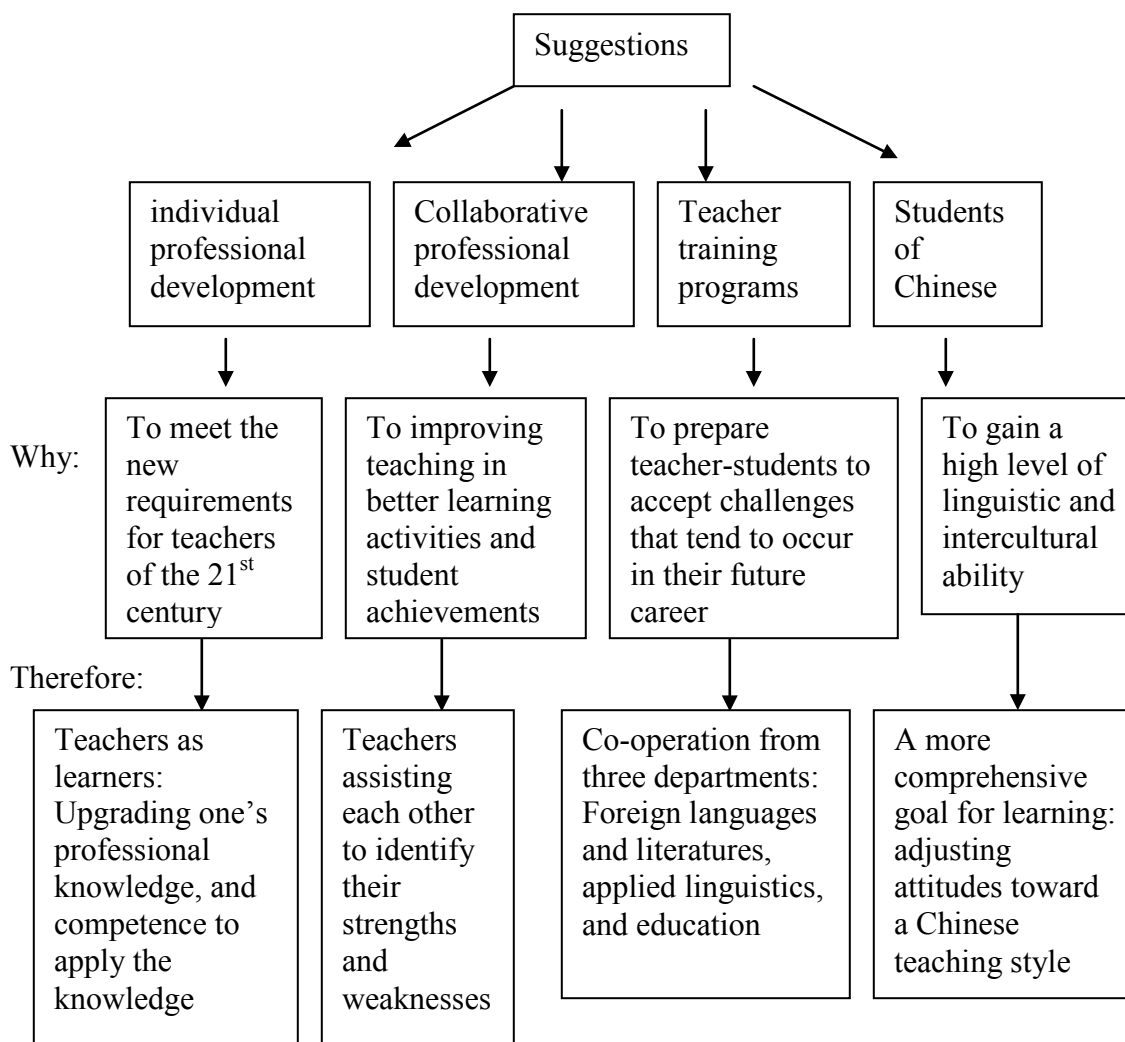 Suggestions
individual
professional
development
Collaborative
professional
development
Teacher
training
programs
Students
of
Chinese
Why:
To meet the
new
requirements
for teachers
of the 21st
century
To improving
teaching in
better learning
activities and
student
achievements
To prepare
teacher-students to
accept challenges
that tend to occur
in their future
career
To gain a
high level of
linguistic and
intercultural
ability
Therefore:
Teachers as
learners:
Upgrading one’s
professional
knowledge, and
competence to
apply the
knowledge
Teachers
assisting
each other
to identify
their
strengths
and
weaknesses
Co-operation from
three departments:
Foreign languages
and literatures,
applied linguistics,
and education
A more
comprehensive
goal for learning:
adjusting
attitudes toward
a Chinese
teaching style